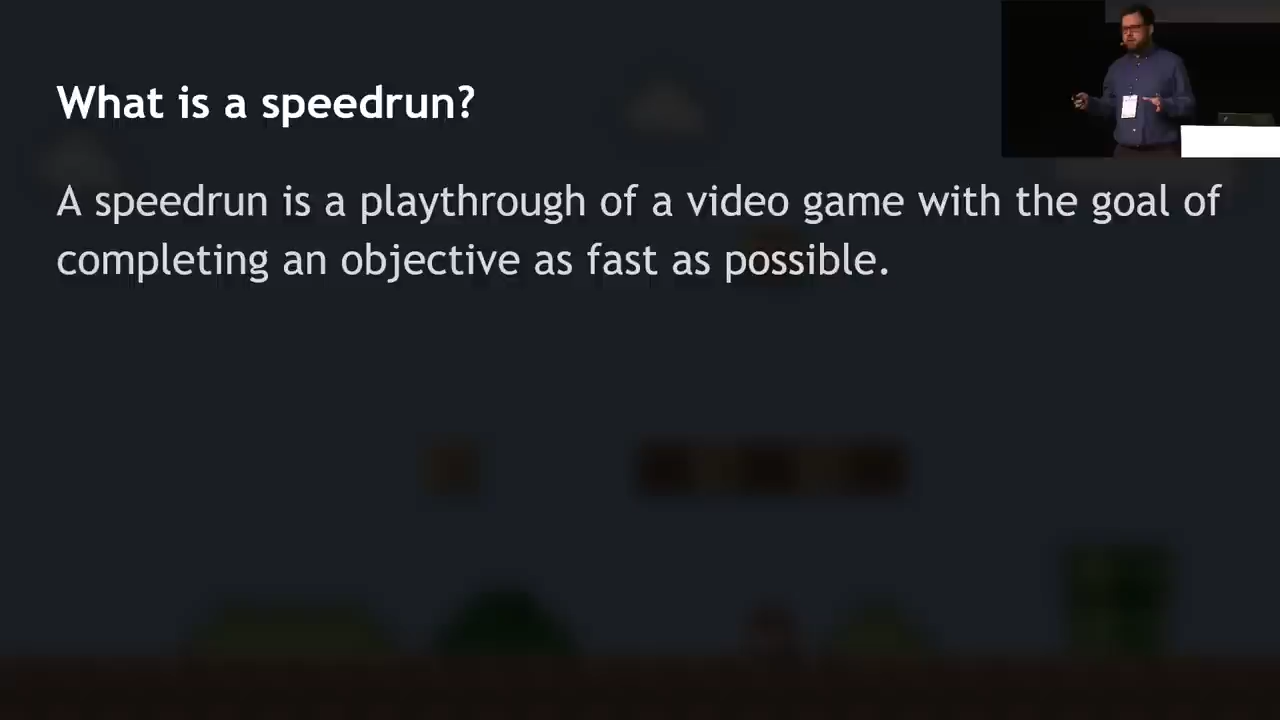 What is a speedrun?
A speedrun is a playthrough of a video game with the goal of
completing an objective as fast as possible.